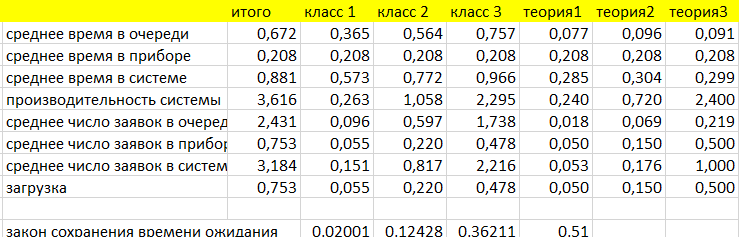 итого класс 1 класс 2 класс 3 теория1 теория2 теория3
среднее время в очереди 0,672 0,365 0,564 0,757 0,077 0,096 0,091
среднее время в приборе 0,208 0,208 0,208 0,208 0,208 0,208 0,208
среднее время в системе 0,881 0,573 0,772 0,966 0,285 0,304 0,299
производительность системы 3,616 0,263 1,058 2,295 0,240 0,720 2,400
среднее число заявок в очеред 2,431 0,096 0,597 1,738 0,018 0,069 0,219
среднее число заявок в прибор 0,753 0,055 0,220 0,478 0,050 0,150 0,500
среднее число заявок в систем 3,184 0,151 0,817 2,216 0,053 0,176 1,000
загрузка 0,753 0,055 0,220 0,478 0,050 0,150 0,500
закон сохранения времени ожидания 0.02001 0.12428 0.36211 0.51